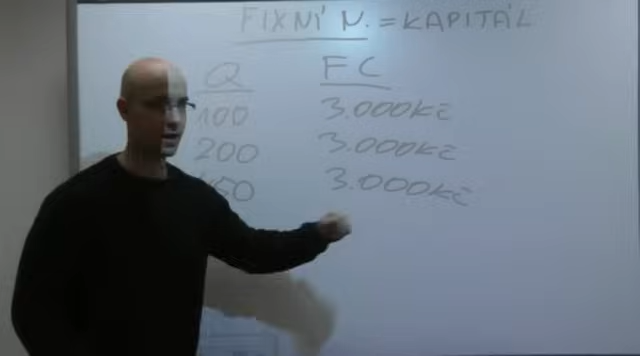 FIXNÍ N. = KAPITÁL
Q FC
100 3.000Kč
200 3.000Kč
3.000Kč